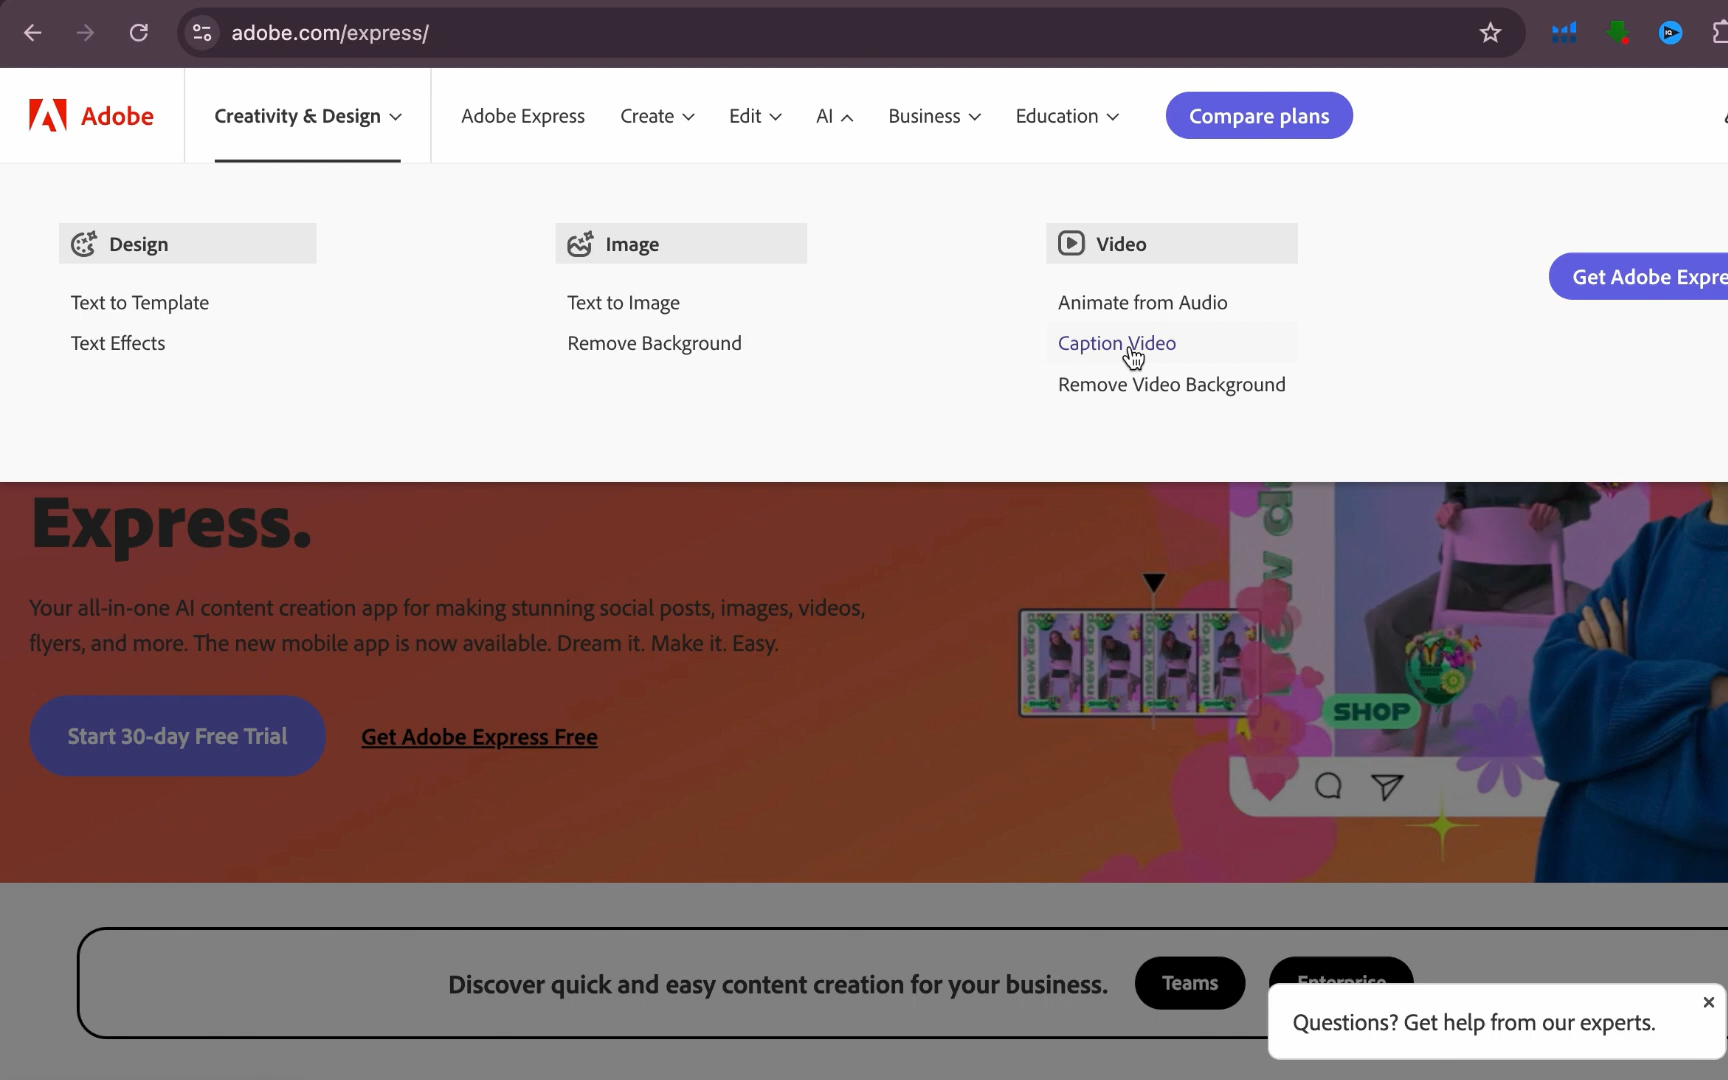 adobe.com/express/
Adobe
Creativity & Design
Adobe Express
Create
Edit
AI
Business
Education
Compare plans
Design
Text to Template
Text Effects
Image
Text to Image
Remove Background
Video
Animate from Audio
Caption Video
Remove Video Background
Get Adobe Expre
Express.
Your all-in-one AI content creation app for making stunning social posts, images, videos,
flyers, and more. The new mobile app is now available. Dream it. Make it. Easy.
Start 30-day Free Trial
Get Adobe Express Free
SHOP
Discover quick and easy content creation for your business.
Teams
Enterprise
Questions? Get help from our experts.